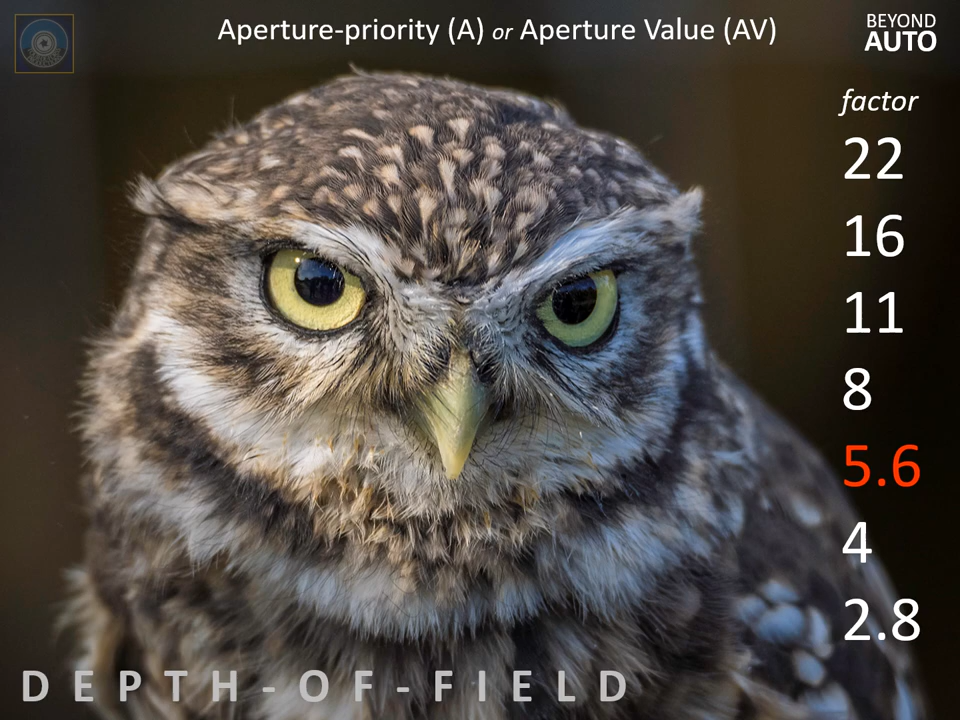 Aperture-priority (A) or Aperture Value (AV)
BEYOND
AUTO
factor
22
16
11
8
5.6
4
2.8
DEPTH-OF-FIELD